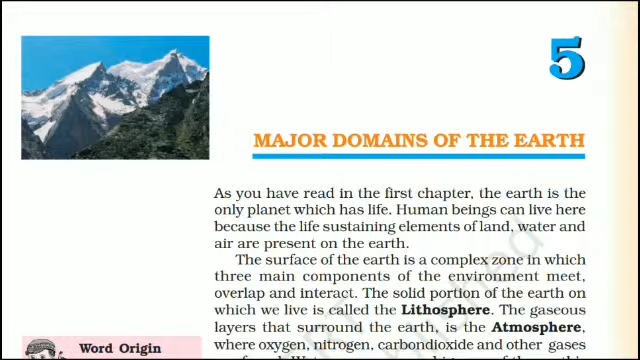 5
MAJOR DOMAINS OF THE EARTH
As you have read in the first chapter, the earth is the
only planet which has life. Human beings can live here
because the life sustaining elements of land, water and
air are present on the earth.
The surface of the earth is a complex zone in which
three main components of the environment meet,
overlap and interact. The solid portion of the earth on
which we live is called the Lithosphere. The gaseous
layers that surround the earth, is the Atmosphere,
where oxygen, nitrogen, carbondioxide and other gases
Word Origin